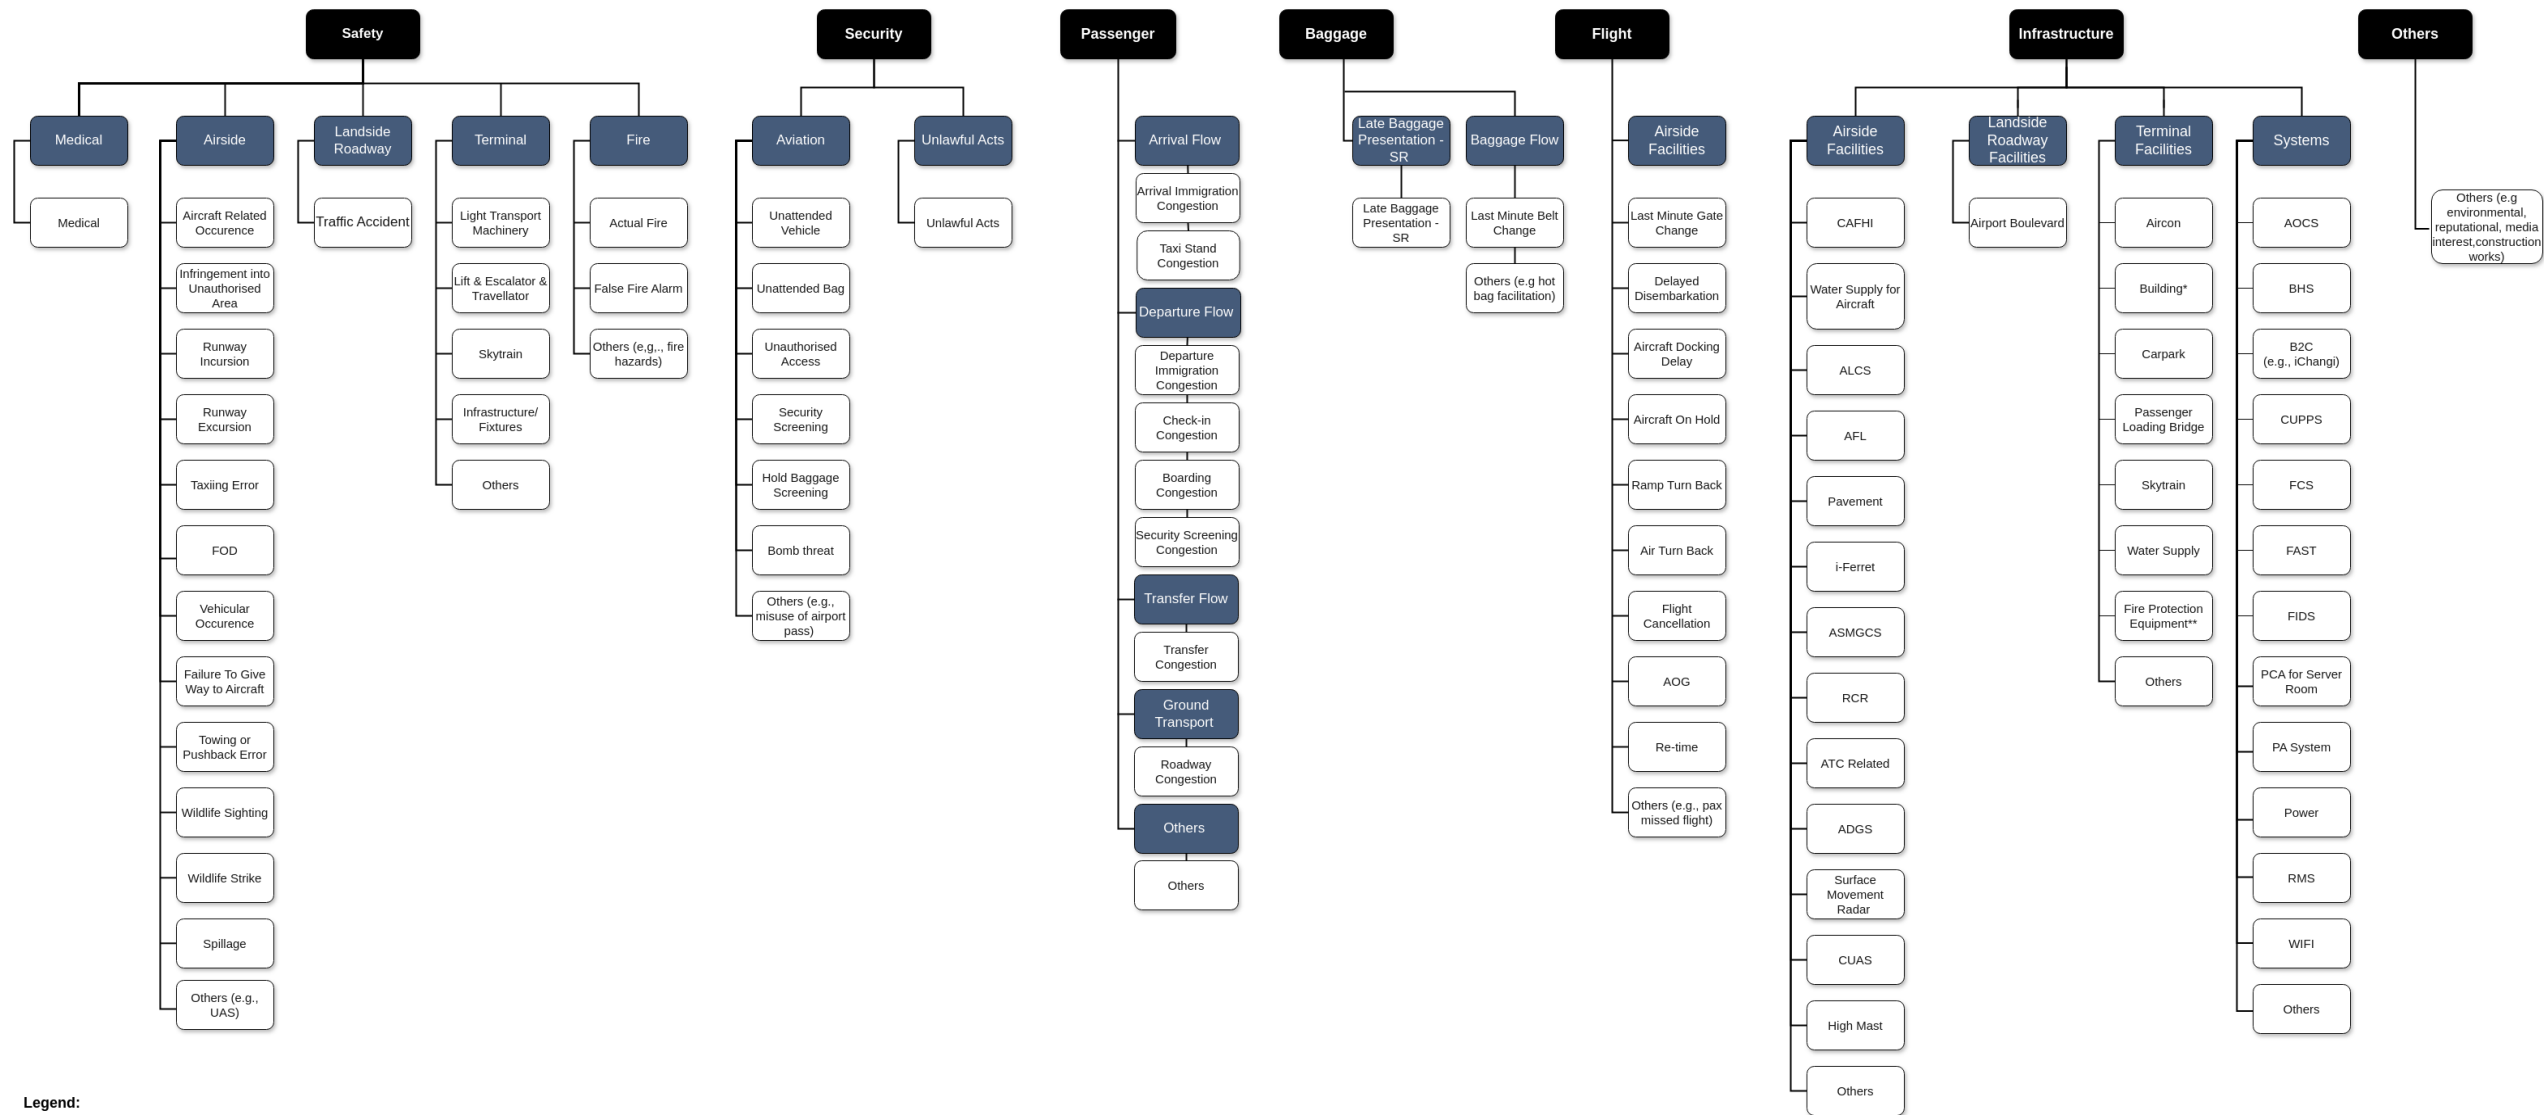 Safety
Security
Passenger
Baggage
Flight
Infrastructure
Others
Medical
Medical
Airside
Aircraft Related
Occurence
Infringement into
Unauthorised
Area
Runway
Incursion
Runway
Excursion
Taxiing Error
FOD
Vehicular
Occurence
Failure To Give
Way to Aircraft
Towing or
Pushback Error
Wildlife Sighting
Wildlife Strike
Spillage
Others (e.g.,
UAS)
Landside
Roadway
Traffic Accident
Terminal
Light Transport
Machinery
Lift & Escalator &
Travellator
Skytrain
Infrastructure/
Fixtures
Others
Fire
Actual Fire
False Fire Alarm
Others (e,g,., fire
hazards)
Aviation
Unattended
Vehicle
Unattended Bag
Unauthorised
Access
Security
Screening
Hold Baggage
Screening
Bomb threat
Others (e.g.,
misuse of airport
pass)
Unlawful Acts
Unlawful Acts
Arrival Flow
Arrival Immigration
Congestion
Taxi Stand
Congestion
Departure Flow
Departure
Immigration
Congestion
Check-in
Congestion
Boarding
Congestion
Security Screening
Congestion
Transfer Flow
Transfer
Congestion
Ground
Transport
Roadway
Congestion
Others
Others
Late Baggage
Presentation -
SR
Late Baggage
Presentation -
SR
Baggage Flow
Last Minute Belt
Change
Others (e.g hot
bag facilitation)
Airside
Facilities
Last Minute Gate
Change
Delayed
Disembarkation
Aircraft Docking
Delay
Aircraft On Hold
Ramp Turn Back
Air Turn Back
Flight
Cancellation
AOG
Re-time
Others (e.g., pax
missed flight)
Airside
Facilities
CAFHI
Water Supply for
Aircraft
ALCS
AFL
Pavement
i-Ferret
ASMGCS
RCR
ATC Related
ADGS
Surface
Movement
Radar
CUAS
High Mast
Others
Landside
Roadway
Facilities
Airport Boulevard
Terminal
Facilities
Aircon
Building*
Carpark
Passenger
Loading Bridge
Skytrain
Water Supply
Fire Protection
Equipment**
Others
Systems
AOCS
BHS
B2C
(e.g., iChangi)
CUPPS
FCS
FAST
FIDS
PCA for Server
Room
PA System
Power
RMS
WIFI
Others
Others (e.g
environmental,
reputational, media
interest,construction
works)
Legend: